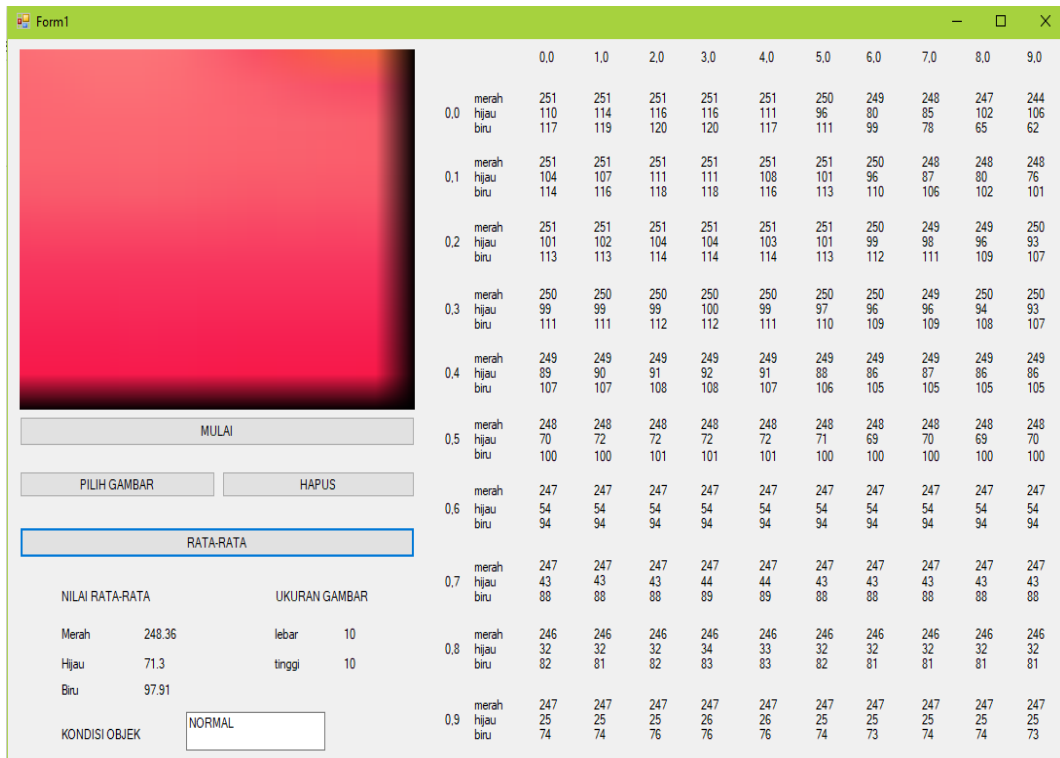 Form1
0,0 1,0 2,0 3,0 4,0 5,0 6,0 7,0 8,0 9,0
merah 251 251 251 251 251 250 249 248 247 244
0,0 hijau 110 114 116 116 111 96 80 85 102 106
biru 117 119 120 120 117 111 99 78 65 62
merah 251 251 251 251 251 251 250 248 248 248
0,1 hijau 104 107 111 111 108 101 96 87 80 76
biru 114 116 118 118 116 113 110 106 102 101
merah 251 251 251 251 251 251 250 249 249 250
0,2 hijau 101 102 104 104 103 101 99 98 96 93
biru 113 113 114 114 114 113 112 111 109 107
merah 250 250 250 250 250 250 250 249 250 250
0,3 hijau 99 99 99 100 99 97 96 96 94 93
biru 111 111 112 112 111 110 109 109 108 107
merah 249 249 249 249 249 249 249 249 249 249
0,4 hijau 89 90 91 92 91 88 86 87 86 86
biru 107 107 108 108 107 106 105 105 105 105
merah 248 248 248 248 248 248 248 248 248 248
0,5 hijau 70 72 72 72 72 71 69 70 69 70
biru 100 100 101 101 101 100 100 100 100 100
merah 247 247 247 247 247 247 247 247 247 247
0,6 hijau 54 54 54 54 54 54 54 54 54 54
biru 94 94 94 94 94 94 94 94 94 94
merah 247 247 247 247 247 247 247 247 247 247
0,7 hijau 43 43 43 44 44 43 43 43 43 43
biru 88 88 88 89 89 88 88 88 88 88
merah 246 246 246 246 246 246 246 246 246 246
0,8 hijau 32 32 32 34 33 32 32 32 32 32
biru 82 81 82 83 83 82 81 81 81 81
merah 247 247 247 247 247 247 247 247 247 247
0,9 hijau 25 25 25 26 26 25 25 25 25 25
biru 74 74 76 76 76 74 73 74 74 73
MULAI
PILIH GAMBAR HAPUS
RATA-RATA
NILAI RATA-RATA UKURAN GAMBAR
Merah 248.36 lebar 10
Hijau 71.3 tinggi 10
Biru 97.91
KONDISI OBJEK NORMAL